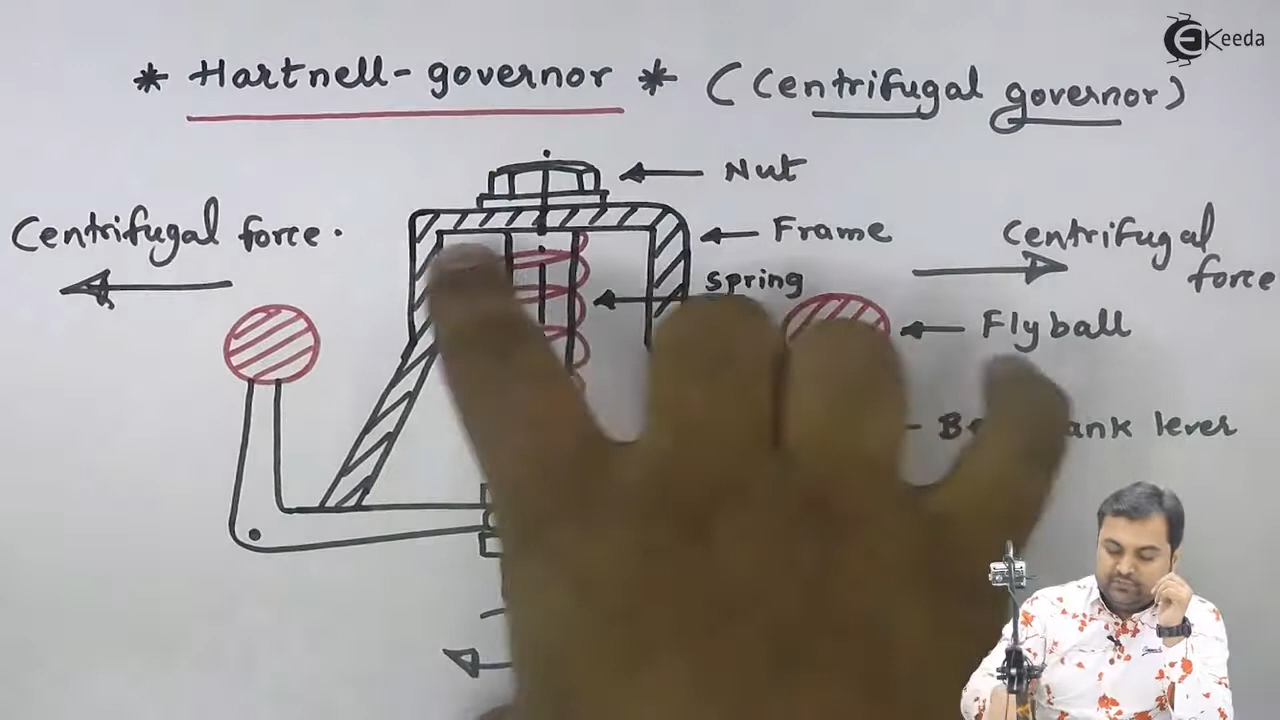 EKeeda
* Hartnell-governor * (Centrifugal governor)
Nut
Centrifugal force.
Frame
Centrifugal
force
spring
Flyball
lever